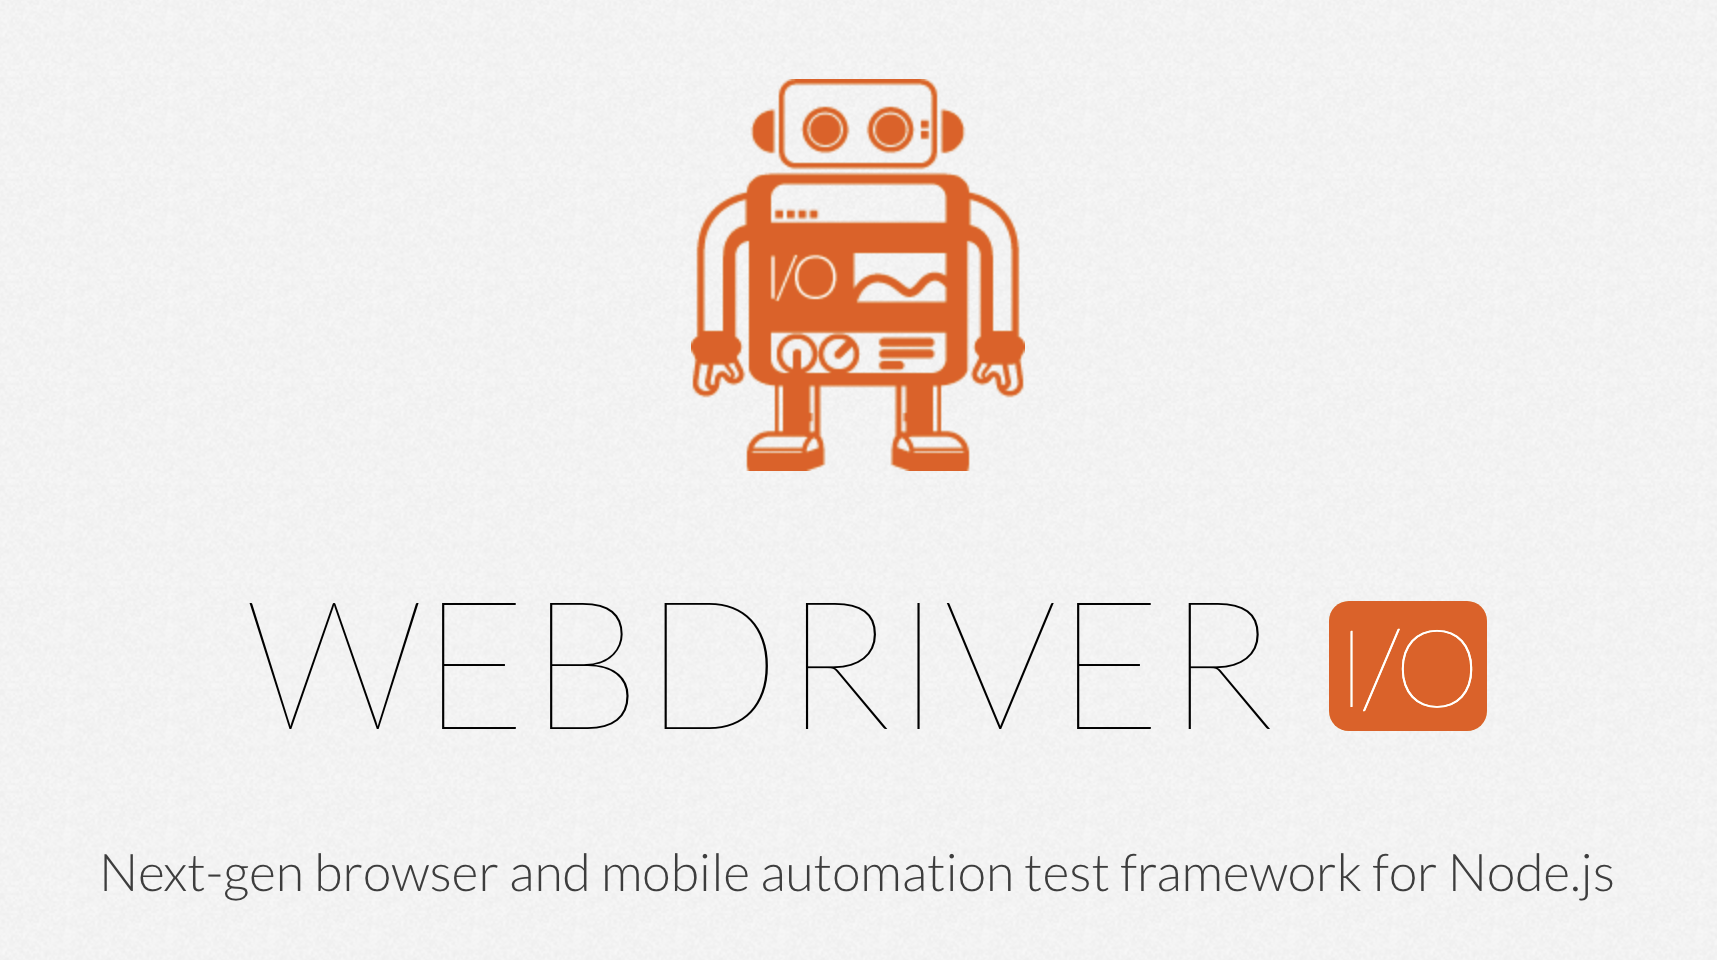 I/O
WEBDRIVER I/O
Next-gen browser and mobile automation test framework for Node.js